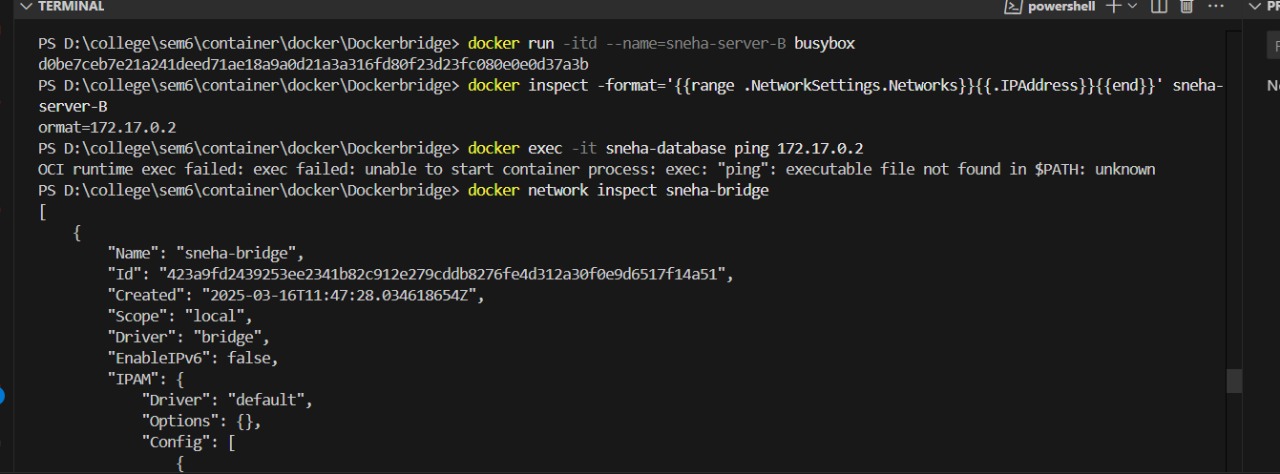 TERMINAL
powershell
PR
PS D:\college\sem6\container\docker\Dockerbridge> docker run -itd --name=sneha-server-B busybox
d0be7ceb7e21a241deed71ae18a9a0d21a3a316fd80f23d23fc080e0e0d37a3b
PS D:\college\sem6\container\docker\Dockerbridge> docker inspect -format='{{range .NetworkSettings.Networks}}{{.IPAddress}}{{end}}' sneha-
server-B
ormat=172.17.0.2
PS D:\college\sem6\container\docker\Dockerbridge> docker exec -it sneha-database ping 172.17.0.2
OCI runtime exec failed: exec failed: unable to start container process: exec: "ping": executable file not found in $PATH: unknown
PS D:\college\sem6\container\docker\Dockerbridge> docker network inspect sneha-bridge
[
    {
        "Name": "sneha-bridge",
        "Id": "423a9fd2439253ee2341b82c912e279cddb8276fe4d312a30f0e9d6517f14a51",
        "Created": "2025-03-16T11:47:28.034618654Z",
        "Scope": "local",
        "Driver": "bridge",
        "EnableIPv6": false,
        "IPAM": {
            "Driver": "default",
            "Options": {},
            "Config": [
                {